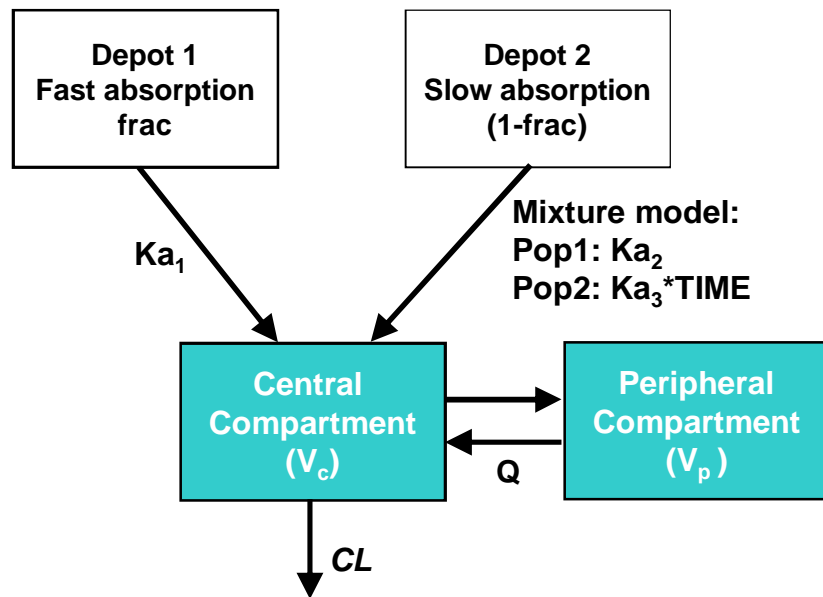 Depot 1
Fast absorption
frac
Depot 2
Slow absorption
(1-frac)
Ka₁
Mixture model:
Pop1: Ka₂
Pop2: Ka₃*TIME
Central
Compartment
(Vc)
Peripheral
Compartment
(Vp )
Q
CL